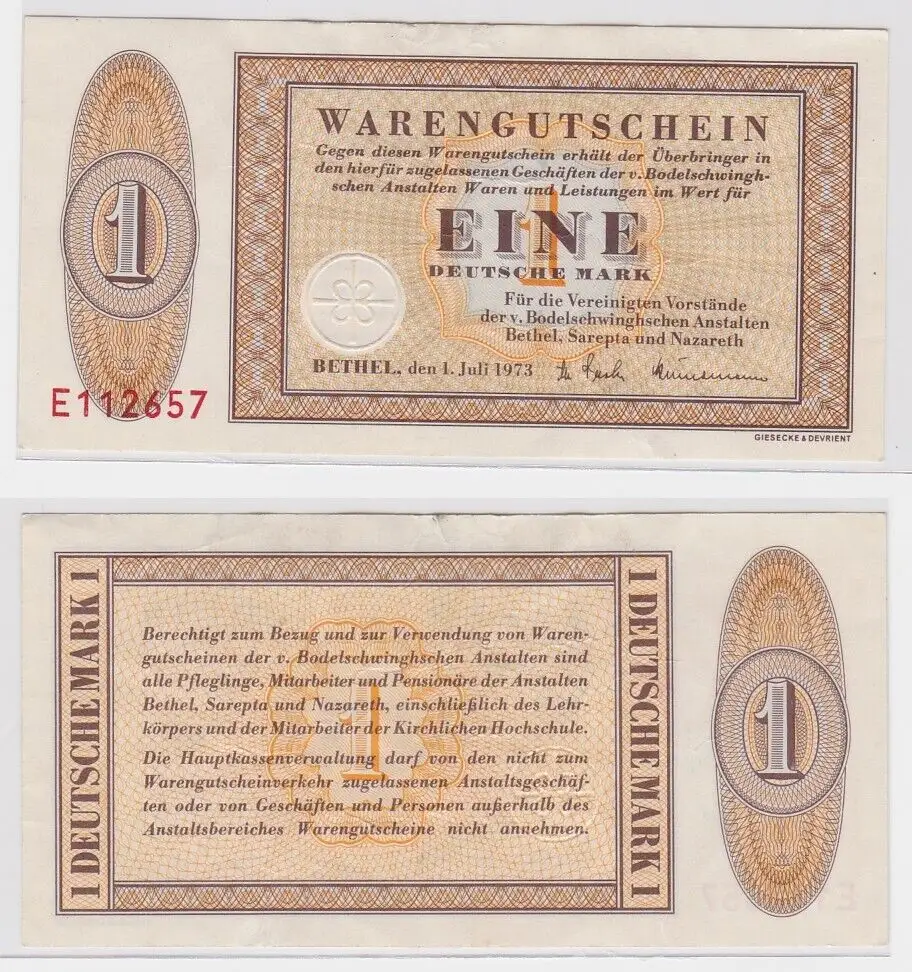 WARENGUTSCHEIN
Gegen diesen Warengutschein erhält der Überbringer in
den hierfür zugelassenen Geschäften der v. Bodelschwingh-
schen Anstalten Waren und Leistungen im Wert für
1
EINE
DEUTSCHE MARK
Für die Vereinigten Vorstände
der v. Bodelschwinghschen Anstalten
Bethel, Sarepta und Nazareth
BETHEL, den 1. Juli 1973
E112657
GIESECKE & DEVRIENT
1 DEUTSCHE MARK 1
Berechtigt zum Bezug und zur Verwendung von Waren-
gutscheinen der v. Bodelschwinghschen Anstalten sind
alle Pfleglinge, Mitarbeiter und Pensionäre der Anstalten
Bethel, Sarepta und Nazareth, einschließlich des Lehr-
körpers und der Mitarbeiter der Kirchlichen Hochschule.
Die Hauptkassenverwaltung darf von den nicht zum
Warengutscheinverkehr zugelassenen Anstaltsgeschäf-
ten oder von Geschäften und Personen außerhalb des
Anstaltsbereiches Warengutscheine nicht annehmen.
1 DEUTSCHE MARK 1
1